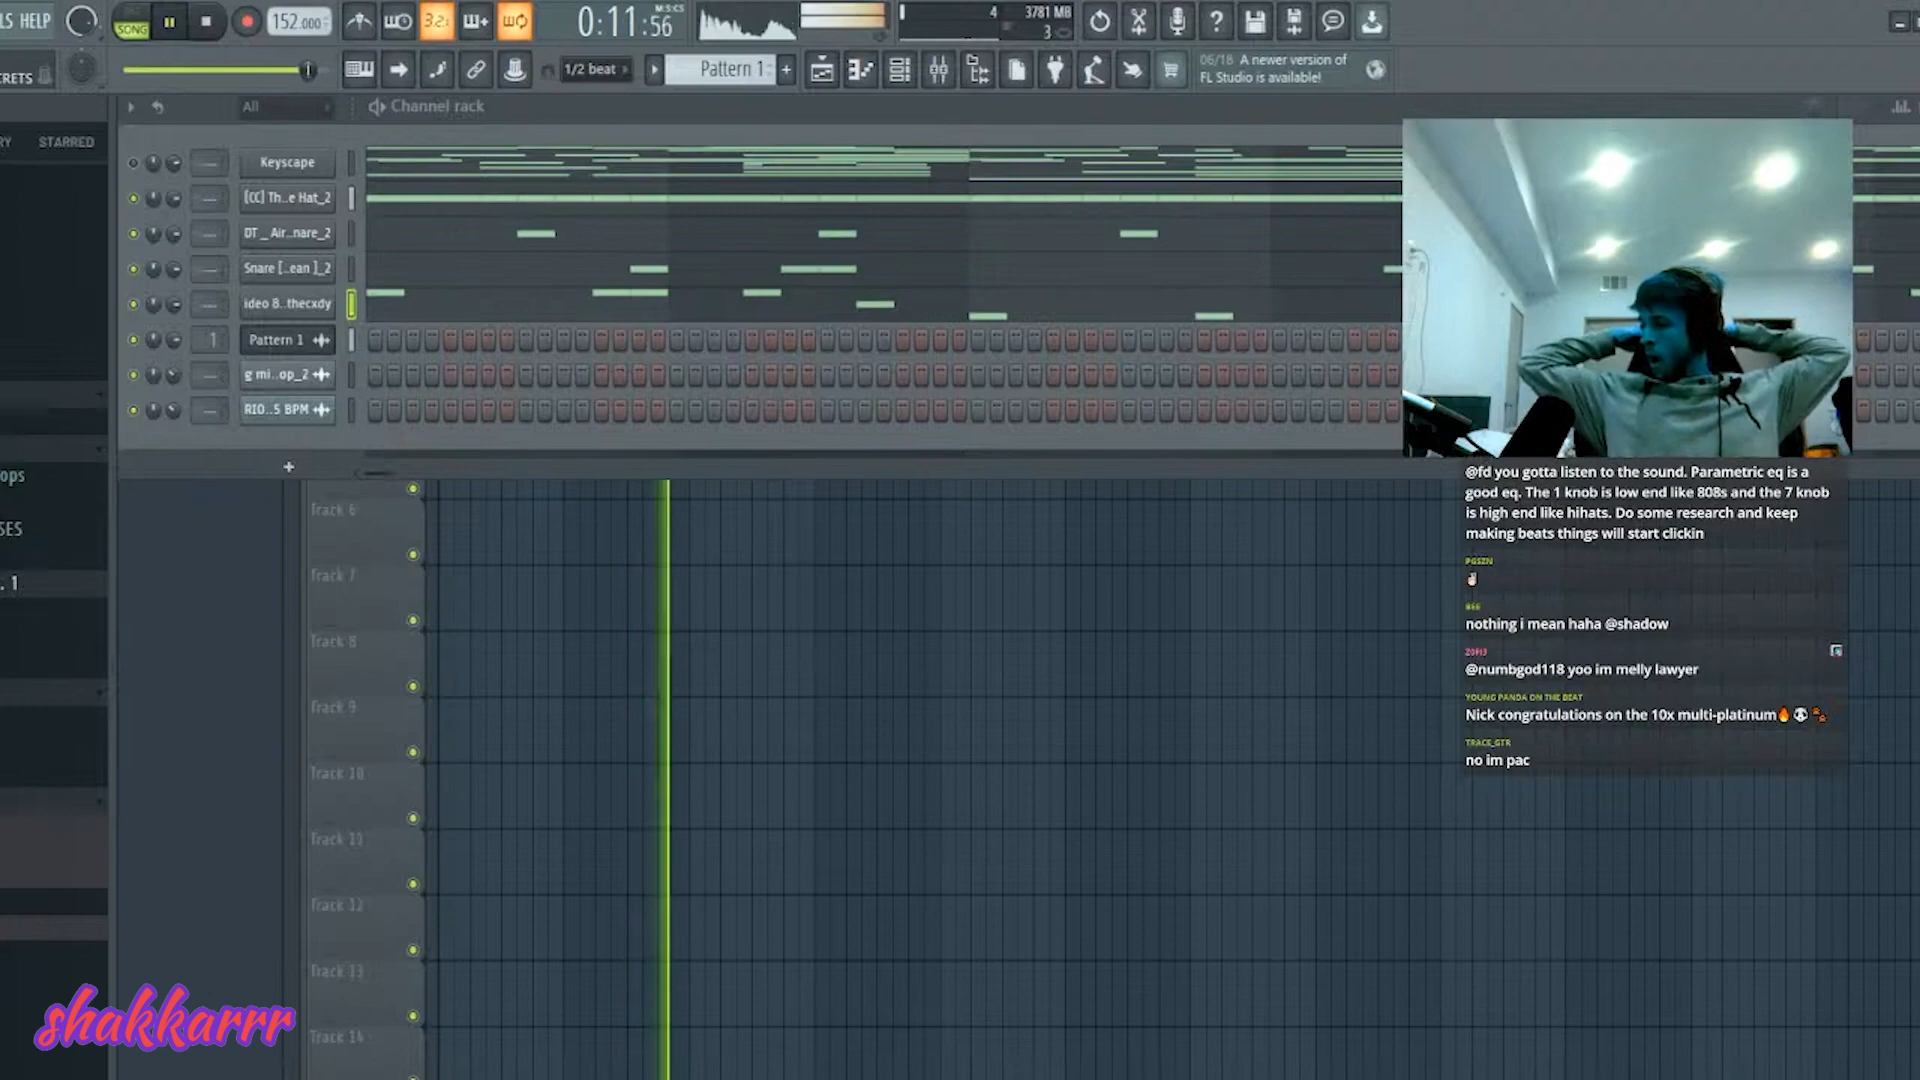 LS HELP
SONG
152.000
32:
0:11:56
M:S:CS
4
3781 MB
3
CRETS
1/2 beat
Pattern 1
06/18 A newer version of
FL Studio is available!
All
Channel rack
RY STARRED
Keyscape
[CC] Th..e Hat_2
DT _ Air..nare_2
Snare [..ean ]_2
ideo 8..thecxdy
1
Pattern 1
g mi..op_2
RIO..5 BPM
ops
SES
. 1
Track 6
Track 7
Track 8
Track 9
Track 10
Track 11
Track 12
Track 13
Track 14
@fd you gotta listen to the sound. Parametric eq is a
good eq. The 1 knob is low end like 808s and the 7 knob
is high end like hihats. Do some research and keep
making beats things will start clickin
PGSZN
BEE
nothing i mean haha @shadow
@numbgod118 yoo im melly lawyer
YOUNG PANDA ON THE BEAT
Nick congratulations on the 10x multi-platinum🔥🐼🐾
TRACE_GTR
no im pac
shakkarrr